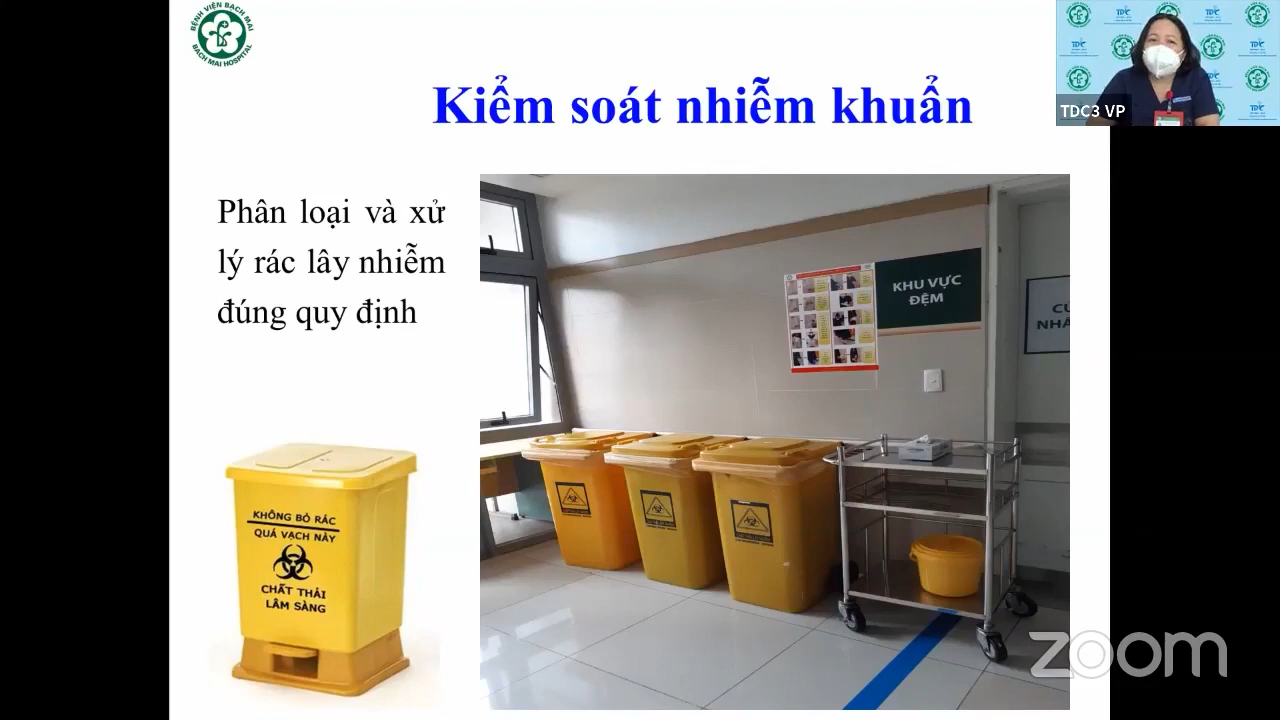 BỆNH VIỆN BẠCH MAI
BACH MAI HOSPITAL
Kiểm soát nhiễm khuẩn
TDC3 VP
Phân loại và xử
lý rác lây nhiễm
đúng quy định
KHU VỰC
ĐỆM
KHÔNG BỎ RÁC
QUÁ VẠCH NÀY
CHẤT THẢI
LÂM SÀNG
zoom